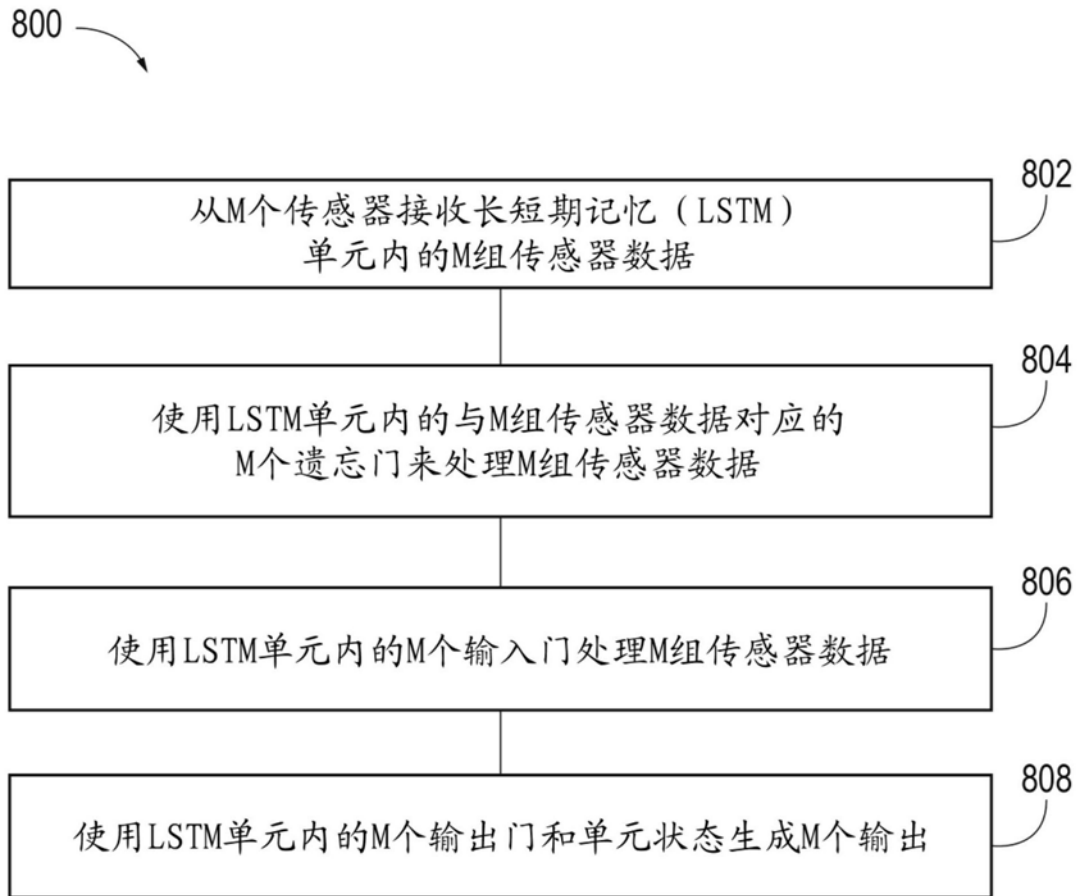 800
802
从M个传感器接收长短期记忆（LSTM）
单元内的M组传感器数据
804
使用LSTM单元内的与M组传感器数据对应的
M个遗忘门来处理M组传感器数据
806
使用LSTM单元内的M个输入门处理M组传感器数据
808
使用LSTM单元内的M个输出门和单元状态生成M个输出